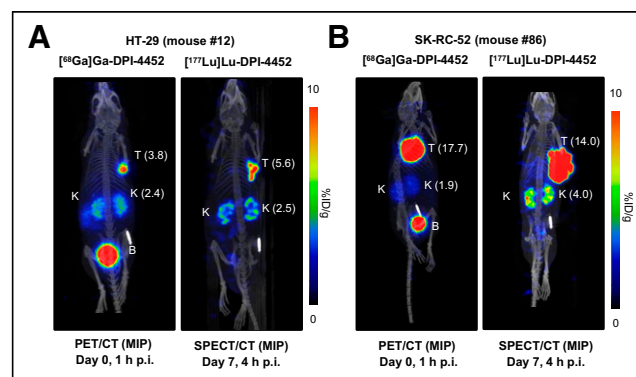 A
HT-29 (mouse #12)
[⁶⁸Ga]Ga-DPI-4452
[¹⁷⁷Lu]Lu-DPI-4452
T (3.8)
K
K
(2.4)
B
T (5.6)
K
K (2.5)
10
%ID/g
0
PET/CT (MIP)
Day 0, 1 h p.i.
SPECT/CT (MIP)
Day 7, 4 h p.i.
B
SK-RC-52 (mouse #86)
[⁶⁸Ga]Ga-DPI-4452
[¹⁷⁷Lu]Lu-DPI-4452
T (17.7)
K
K (1.9)
B
T (14.0)
K
K (4.0)
10
%ID/g
0
PET/CT (MIP)
Day 0, 1 h p.i.
SPECT/CT (MIP)
Day 7, 4 h p.i.